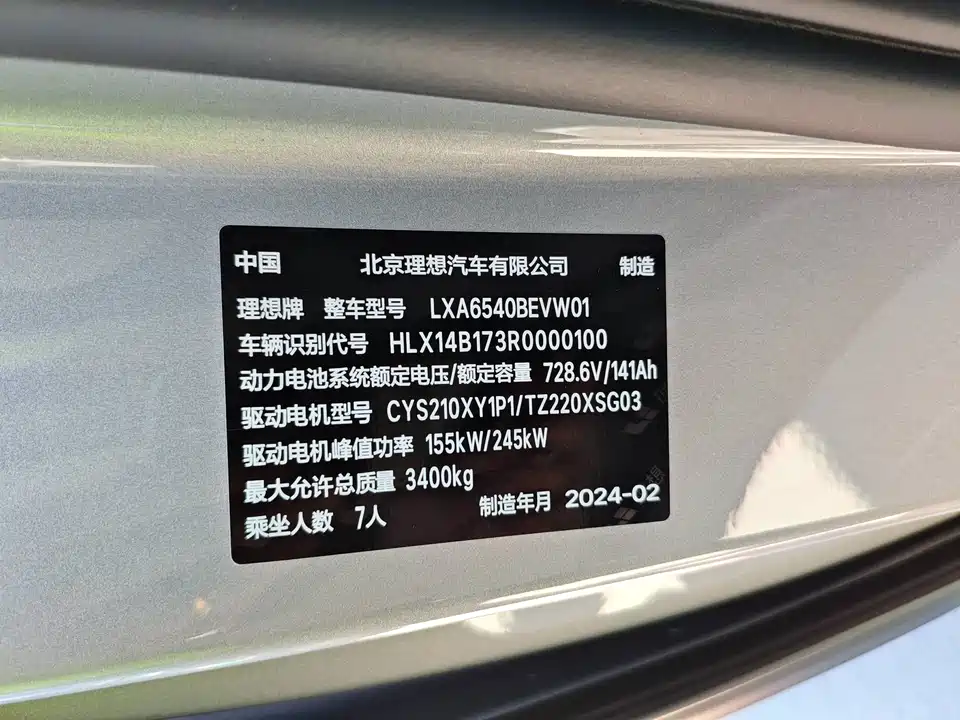 中国 北京理想汽车有限公司 制造
理想牌 整车型号 LXA6540BEVW01
车辆识别代号 HLX14B173R0000100
动力电池系统额定电压/额定容量 728.6V/141Ah
驱动电机型号 CYS210XY1P1/TZ220XSG03
驱动电机峰值功率 155kW/245kW
最大允许总质量 3400kg
乘坐人数 7人 制造年月 2024-02